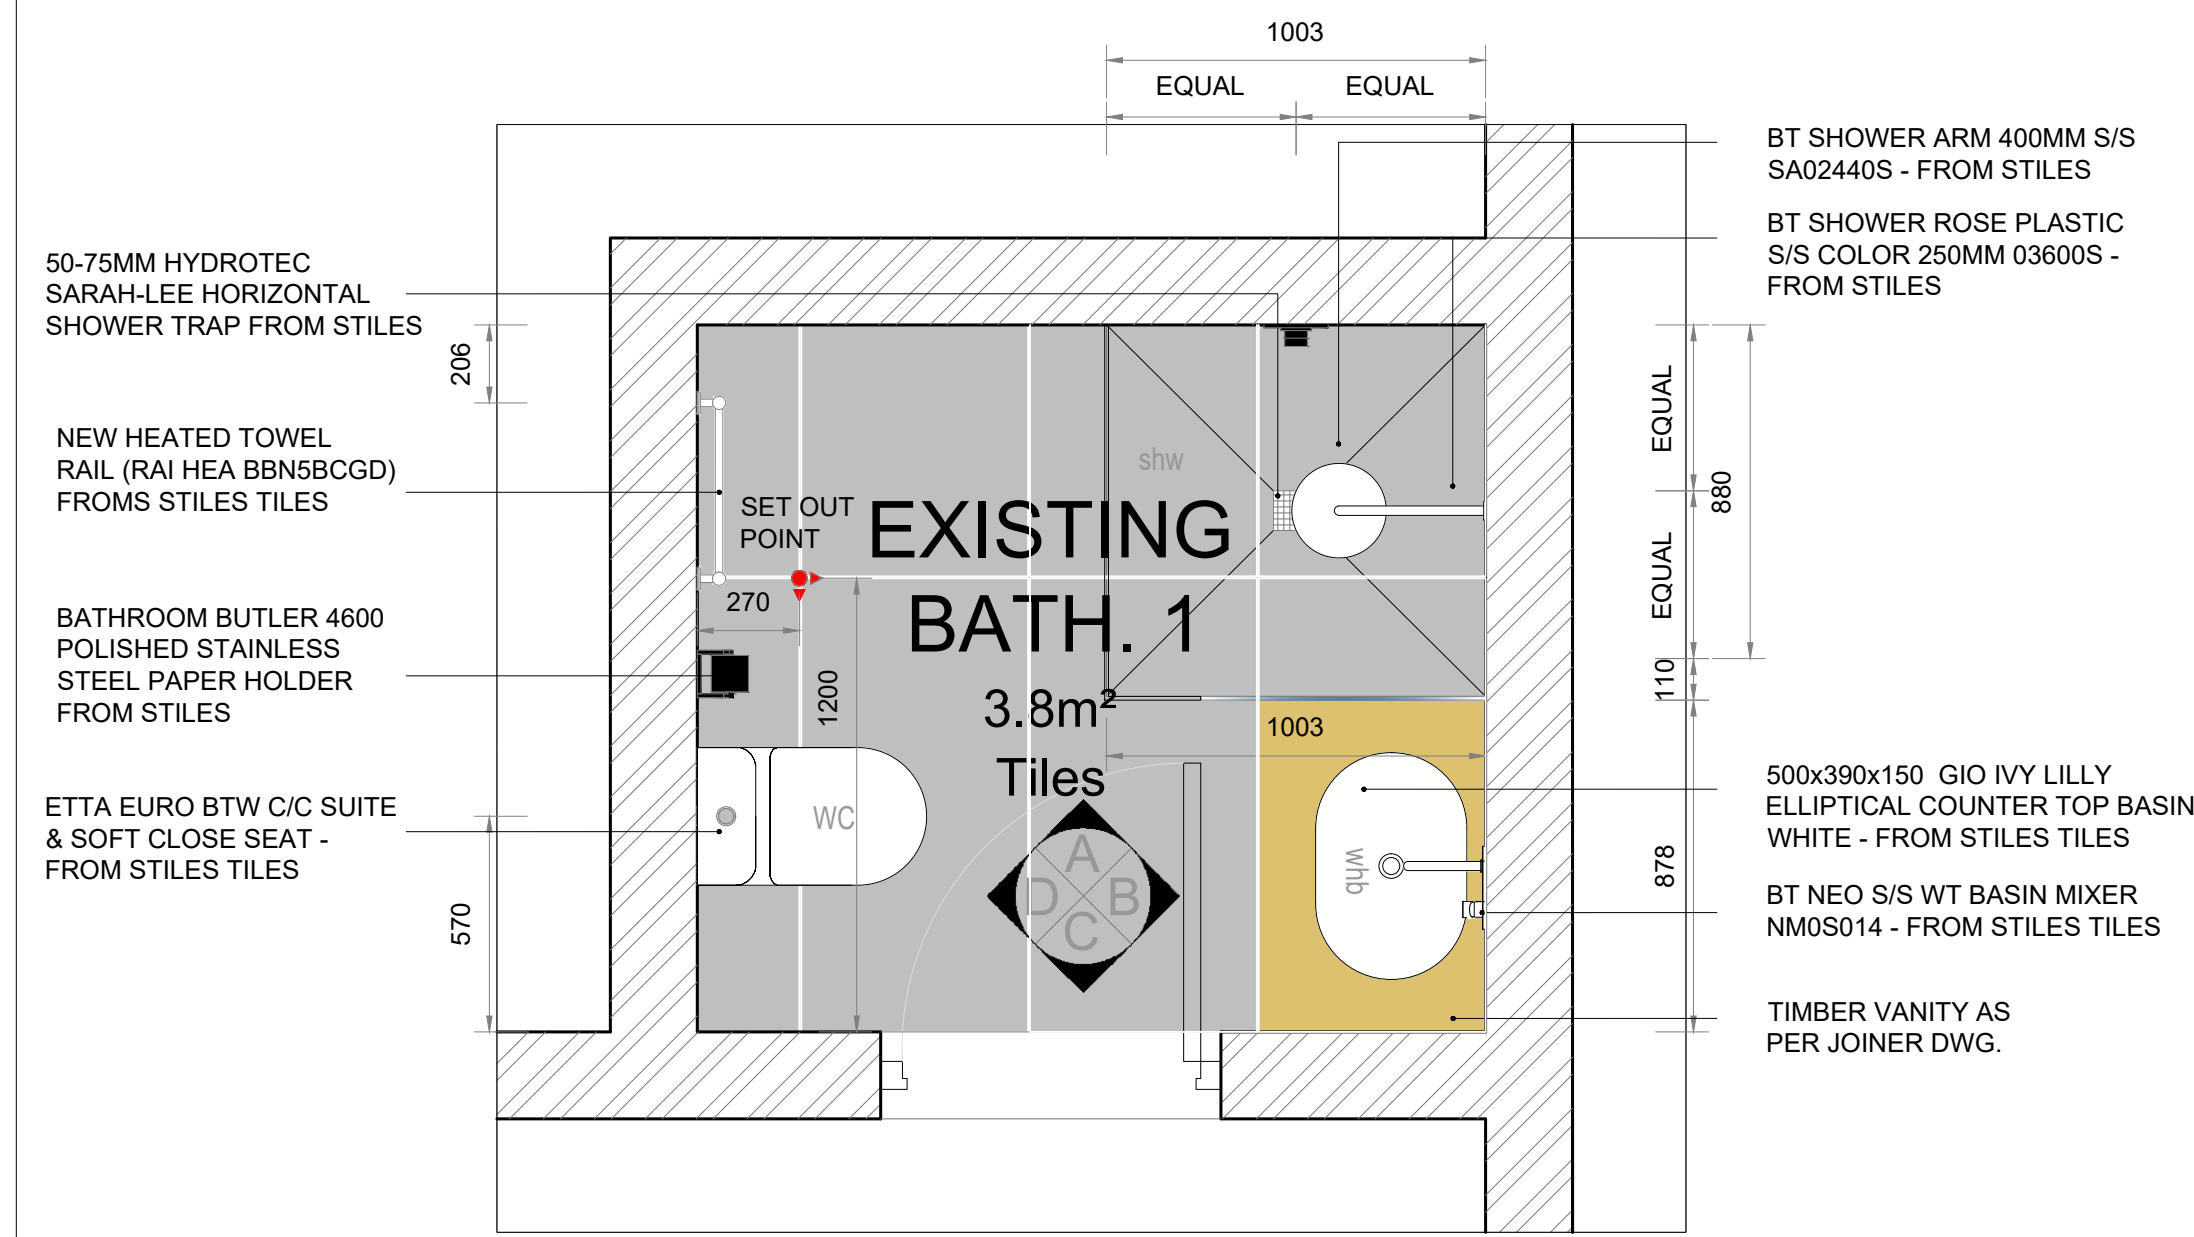 1003
EQUAL
EQUAL
BT SHOWER ARM 400MM S/S
SA02440S - FROM STILES
BT SHOWER ROSE PLASTIC
S/S COLOR 250MM 03600S -
FROM STILES
50-75MM HYDROTEC
SARAH-LEE HORIZONTAL
SHOWER TRAP FROM STILES
206
NEW HEATED TOWEL
RAIL (RAI HEA BBN5BCGD)
FROMS STILES TILES
SET OUT
POINT
shw
EXISTING
BATH. 1
3.8m²
Tiles
EQUAL
EQUAL
880
110
270
1200
BATHROOM BUTLER 4600
POLISHED STAINLESS
STEEL PAPER HOLDER
FROM STILES
1003
ETTA EURO BTW C/C SUITE
& SOFT CLOSE SEAT -
FROM STILES TILES
WC
570
A
D
B
C
whb
878
500x390x150 GIO IVY LILLY
ELLIPTICAL COUNTER TOP BASIN
WHITE - FROM STILES TILES
BT NEO S/S WT BASIN MIXER
NM0S014 - FROM STILES TILES
TIMBER VANITY AS
PER JOINER DWG.